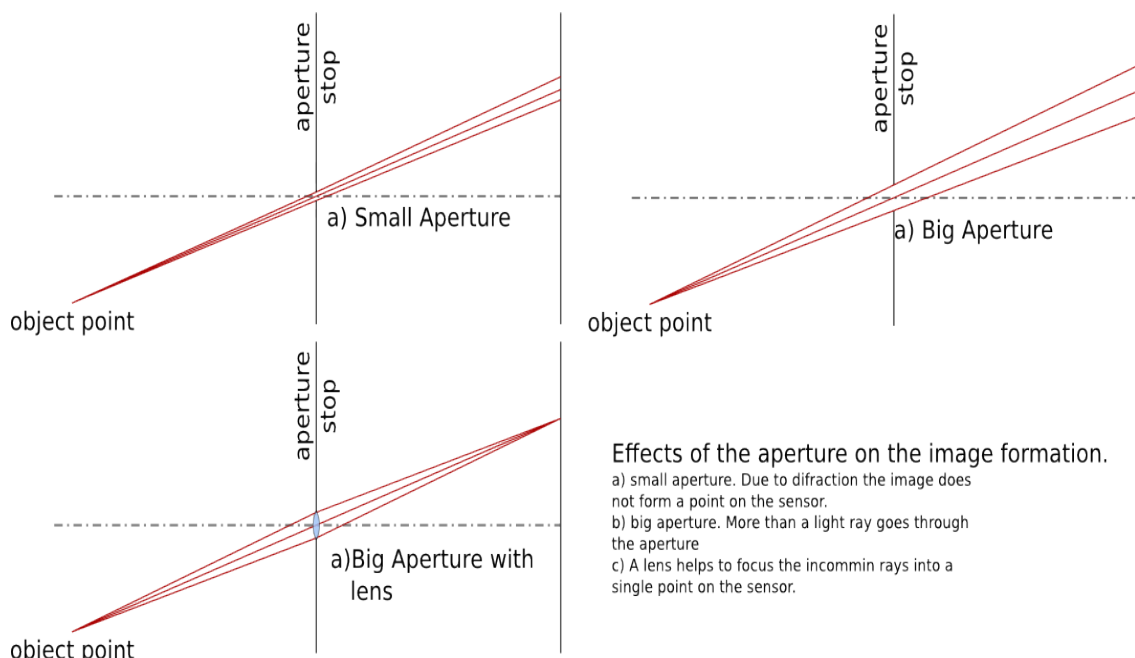 aperture
stop
a) Small Aperture
object point
aperture
stop
a) Big Aperture
object point
aperture
stop
a)Big Aperture with
lens
object point
Effects of the aperture on the image formation.
a) small aperture. Due to difraction the image does
not form a point on the sensor.
b) big aperture. More than a light ray goes through
the aperture
c) A lens helps to focus the incommin rays into a
single point on the sensor.